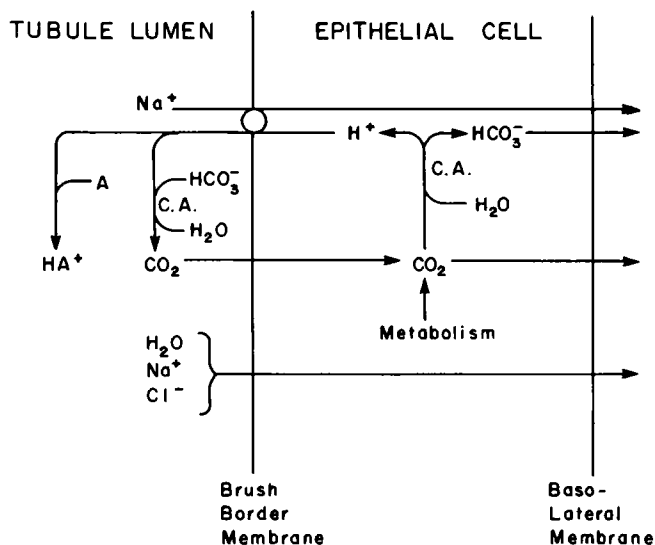 TUBULE LUMEN
EPITHELIAL CELL
Na⁺
H⁺
HCO₃⁻
A
HCO₃⁻
C.A.
H₂O
C.A.
H₂O
HA⁺
CO₂
CO₂
Metabolism
H₂O
Na⁺
Cl⁻
Brush
Border
Membrane
Baso-
Lateral
Membrane